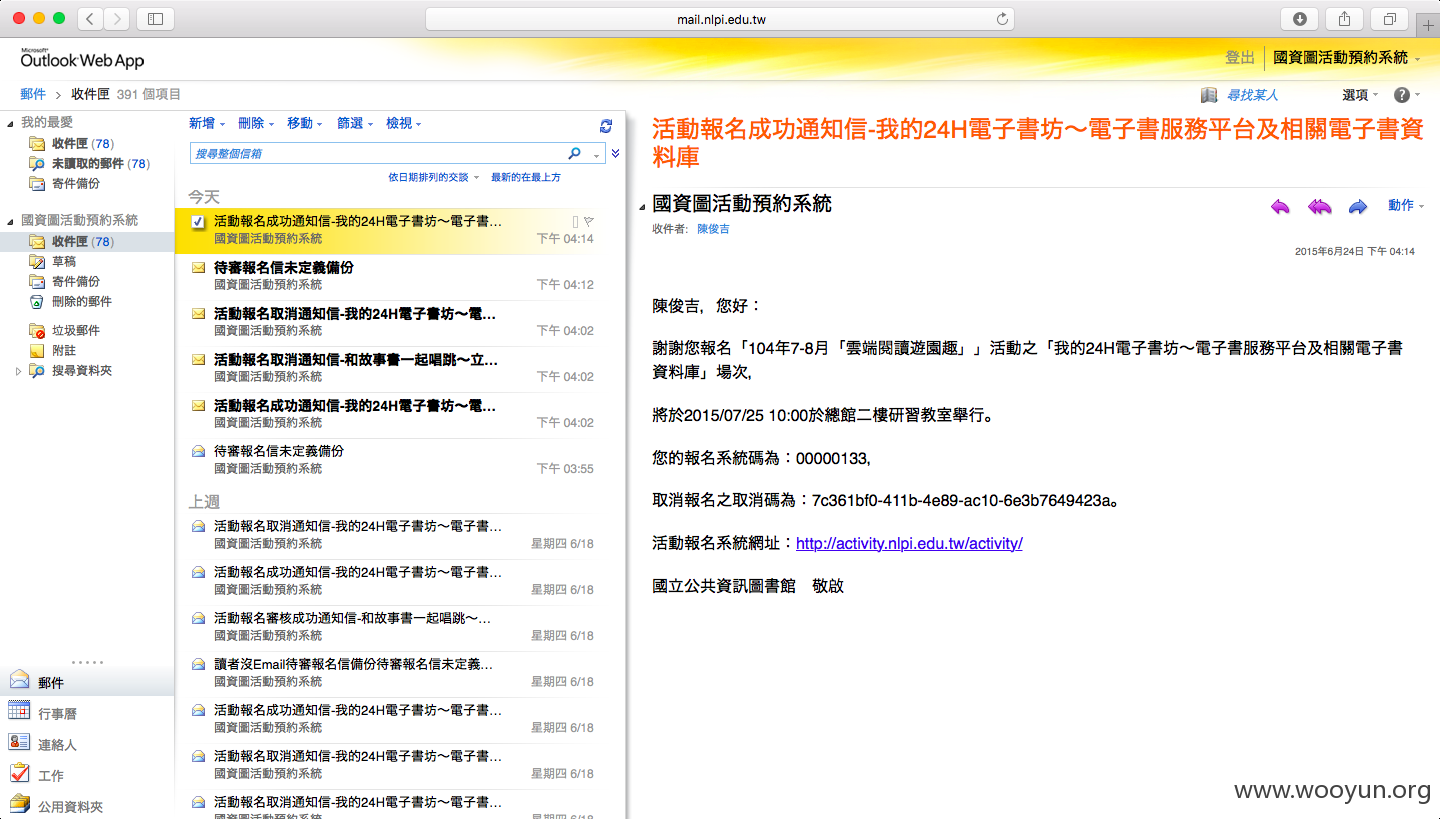 mail.nlpi.edu.tw
Microsoft®
Outlook Web App
登出
國資圖活動預約系統
郵件 > 收件匣 391 個項目
尋找某人
選項
我的最愛
收件匣 (78)
未讀取的郵件 (78)
寄件備份
國資圖活動預約系統
收件匣 (78)
草稿
寄件備份
刪除的郵件
垃圾郵件
附註
搜尋資料夾
郵件
行事曆
連絡人
工作
公用資料夾
新增 刪除 移動 篩選 檢視
搜尋整個信箱
依日期排列的交談 最新的在最上方
今天
活動報名成功通知信-我的24H電子書坊～電子書...
國資圖活動預約系統 下午 04:14
待審報名信未定義備份
國資圖活動預約系統 下午 04:12
活動報名取消通知信-我的24H電子書坊～電...
國資圖活動預約系統 下午 04:02
活動報名取消通知信-和故事書一起唱跳～立...
國資圖活動預約系統 下午 04:02
活動報名成功通知信-我的24H電子書坊～電...
國資圖活動預約系統 下午 04:02
待審報名信未定義備份
國資圖活動預約系統 下午 03:55
上週
活動報名取消通知信-我的24H電子書坊～電子書...
國資圖活動預約系統 星期四 6/18
活動報名成功通知信-我的24H電子書坊～電子書...
國資圖活動預約系統 星期四 6/18
活動報名審核成功通知信-和故事書一起唱跳～...
國資圖活動預約系統 星期四 6/18
讀者沒Email待審報名信備份待審報名信未定義...
國資圖活動預約系統 星期四 6/18
活動報名成功通知信-我的24H電子書坊～電子書...
國資圖活動預約系統 星期四 6/18
活動報名取消通知信-我的24H電子書坊～電子書...
國資圖活動預約系統 星期四 6/18
活動報名取消通知信-我的24H電子書坊～電子書...
活動報名成功通知信-我的24H電子書坊～電子書服務平台及相關電子書資
料庫
國資圖活動預約系統
動作
收件者: 陳俊吉
2015年6月24日 下午 04:14
陳俊吉，您好：
謝謝您報名「104年7-8月「雲端閱讀遊園趣」」活動之「我的24H電子書坊～電子書服務平台及相關電子書
資料庫」場次,
將於2015/07/25 10:00於總館二樓研習教室舉行。
您的報名系統碼為：00000133,
取消報名之取消碼為：7c361bf0-411b-4e89-ac10-6e3b7649423a。
活動報名系統網址：http://activity.nlpi.edu.tw/activity/
國立公共資訊圖書館　敬啟
www.wooyun.org